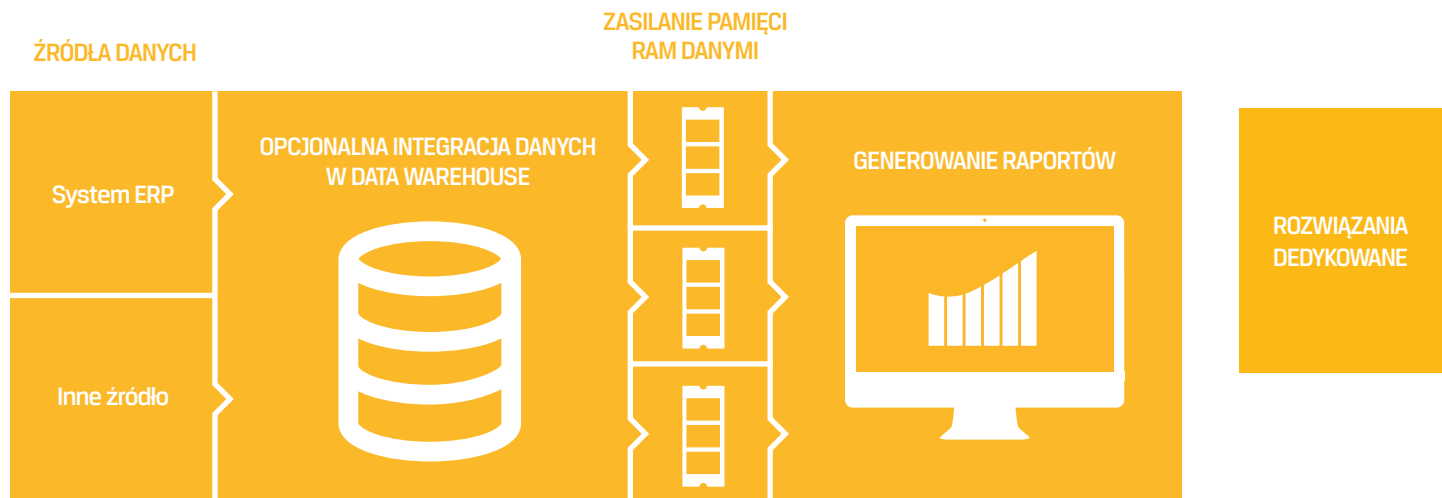 ŹRÓDŁA DANYCH
System ERP
Inne źródło
OPCJONALNA INTEGRACJA DANYCH
W DATA WAREHOUSE
ZASILANIE PAMIĘCI
RAM DANYMI
GENEROWANIE RAPORTÓW
ROZWIĄZANIA
DEDYKOWANE